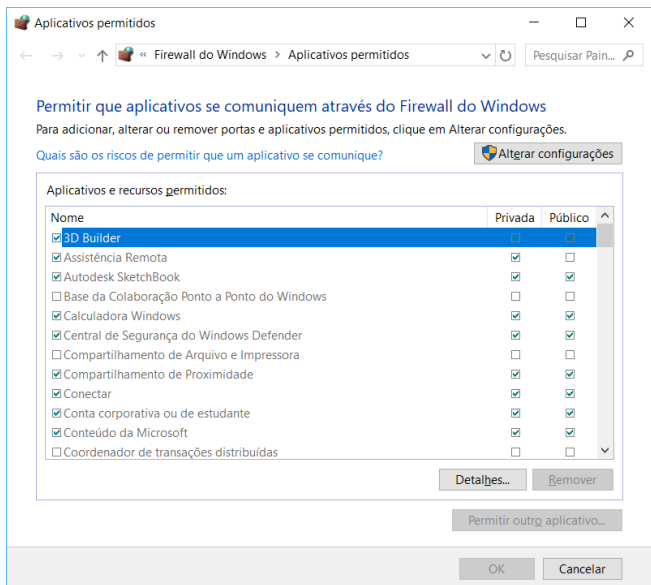 Aplicativos permitidos
« Firewall do Windows > Aplicativos permitidos
Pesquisar Pain...
Permitir que aplicativos se comuniquem através do Firewall do Windows
Para adicionar, alterar ou remover portas e aplicativos permitidos, clique em Alterar configurações.
Quais são os riscos de permitir que um aplicativo se comunique?
Alterar configurações
Aplicativos e recursos permitidos:
Nome Privada Público
3D Builder
Assistência Remota
Autodesk SketchBook
Base da Colaboração Ponto a Ponto do Windows
Calculadora Windows
Central de Segurança do Windows Defender
Compartilhamento de Arquivo e Impressora
Compartilhamento de Proximidade
Conectar
Conta corporativa ou de estudante
Conteúdo da Microsoft
Coordenador de transações distribuídas
Detalhes... Remover
Permitir outro aplicativo...
OK Cancelar